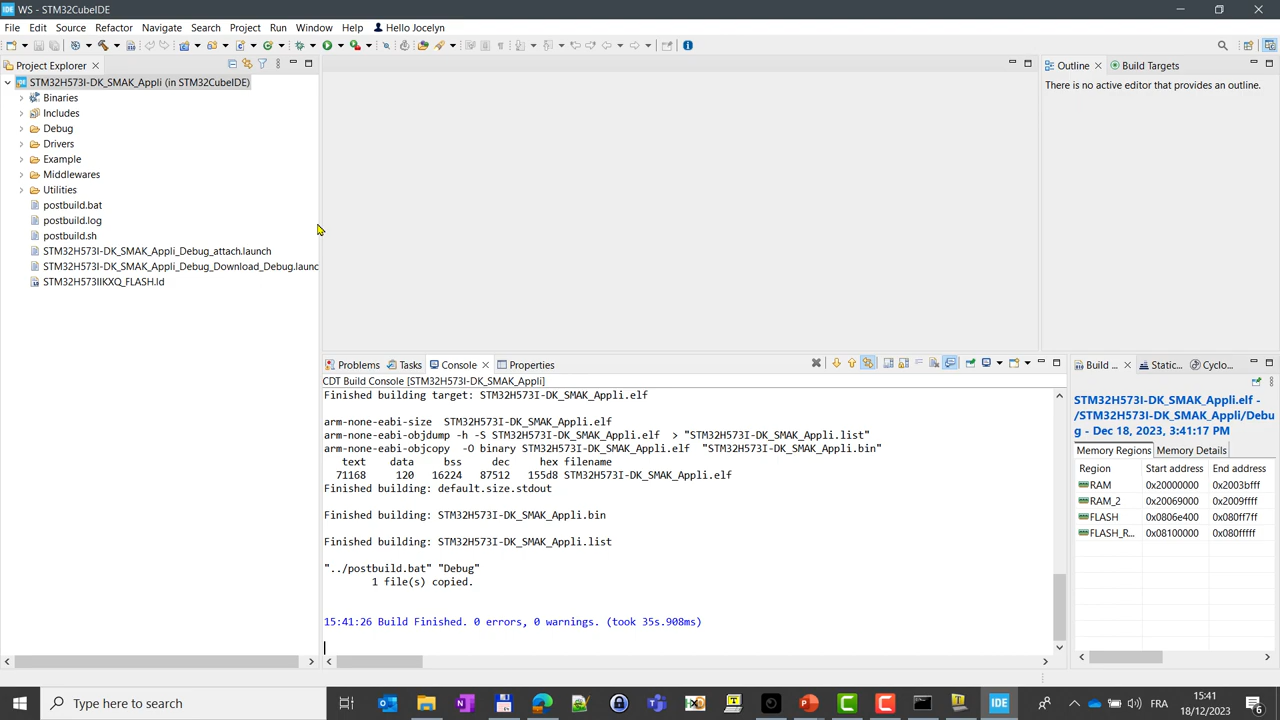 WS - STM32CubeIDE
File Edit Source Refactor Navigate Search Project Run Window Help Hello Jocelyn
Project Explorer
STM32H573I-DK_SMAK_Appli (in STM32CubeIDE)
Binaries
Includes
Debug
Drivers
Example
Middlewares
Utilities
postbuild.bat
postbuild.log
postbuild.sh
STM32H573I-DK_SMAK_Appli_Debug_attach.launch
STM32H573I-DK_SMAK_Appli_Debug_Download_Debug.launc
STM32H573IIKXQ_FLASH.ld
Outline Build Targets
There is no active editor that provides an outline.
Problems Tasks Console Properties
CDT Build Console [STM32H573I-DK_SMAK_Appli]
Finished building target: STM32H573I-DK_SMAK_Appli.elf
arm-none-eabi-size STM32H573I-DK_SMAK_Appli.elf
arm-none-eabi-objdump -h -S STM32H573I-DK_SMAK_Appli.elf > "STM32H573I-DK_SMAK_Appli.list"
arm-none-eabi-objcopy -O binary STM32H573I-DK_SMAK_Appli.elf "STM32H573I-DK_SMAK_Appli.bin"
text data bss dec hex filename
71168 120 16224 87512 155d8 STM32H573I-DK_SMAK_Appli.elf
Finished building: default.size.stdout
Finished building: STM32H573I-DK_SMAK_Appli.bin
Finished building: STM32H573I-DK_SMAK_Appli.list
"../postbuild.bat" "Debug"
1 file(s) copied.
15:41:26 Build Finished. 0 errors, 0 warnings. (took 35s.908ms)
Build ... Static... Cyclo...
STM32H573I-DK_SMAK_Appli.elf -
/STM32H573I-DK_SMAK_Appli/Debu
g - Dec 18, 2023, 3:41:17 PM
Memory Regions Memory Details
Region Start address End address
RAM 0x20000000 0x2003bfff
RAM_2 0x20069000 0x2009ffff
FLASH 0x0806e400 0x080ff7ff
FLASH_R... 0x08100000 0x080fffff
IDE
Type here to search
FRA
15:41
18/12/2023
6